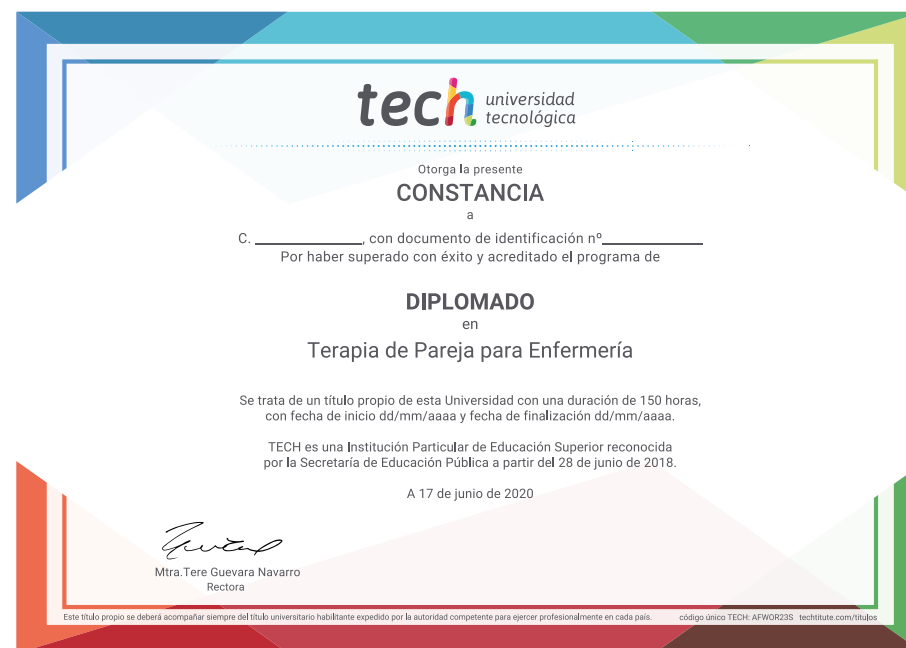 tech universidad
tecnológica
Otorga la presente
CONSTANCIA
a
C. ____________, con documento de identificación nº____________
Por haber superado con éxito y acreditado el programa de
DIPLOMADO
en
Terapia de Pareja para Enfermería
Se trata de un título propio de esta Universidad con una duración de 150 horas,
con fecha de inicio dd/mm/aaaa y fecha de finalización dd/mm/aaaa.
TECH es una Institución Particular de Educación Superior reconocida
por la Secretaría de Educación Pública a partir del 28 de junio de 2018.
A 17 de junio de 2020
Mtra.Tere Guevara Navarro
Rectora
Este título propio se deberá acompañar siempre del título universitario habilitante expedido por la autoridad competente para ejercer profesionalmente en cada país. código único TECH: AFWOR23S techtitute.com/titulos